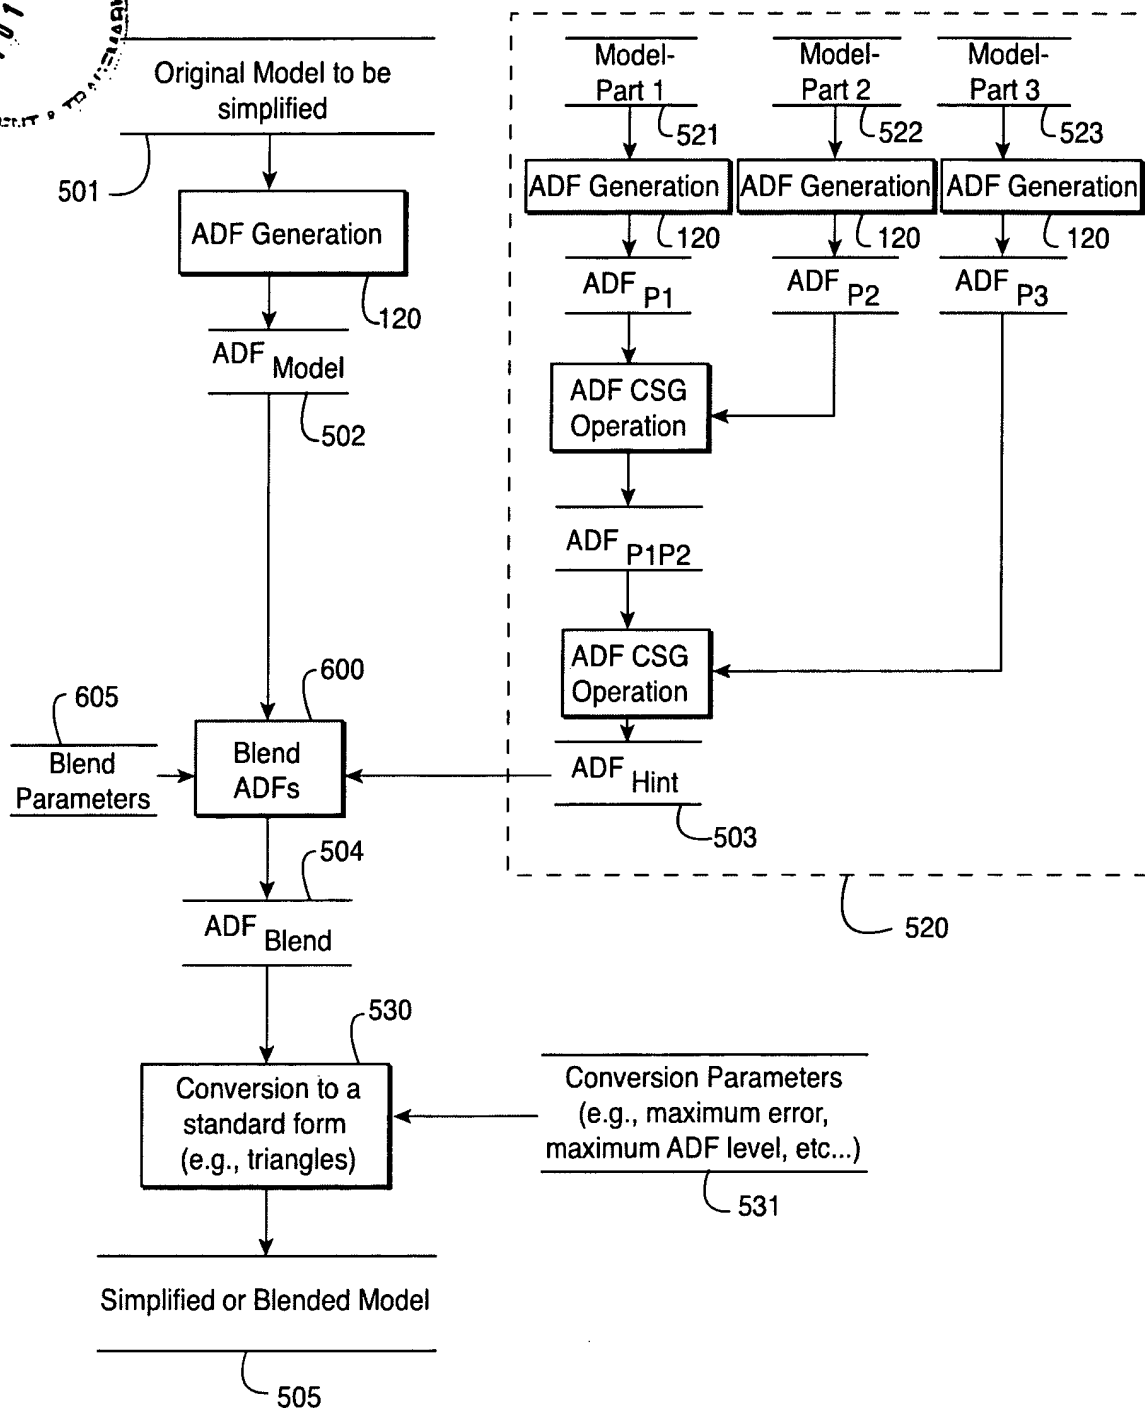 Original Model to be
simplified
501
ADF Generation
120
ADF Model
502
605
Blend
Parameters
600
Blend
ADFs
504
ADF Blend
530
Conversion to a
standard form
(e.g., triangles)
Conversion Parameters
(e.g., maximum error,
maximum ADF level, etc...)
531
Simplified or Blended Model
505
Model-
Part 1
521
Model-
Part 2
522
Model-
Part 3
523
ADF Generation
120
ADF Generation
120
ADF Generation
120
ADF P1
ADF P2
ADF P3
ADF CSG
Operation
ADF P1P2
ADF CSG
Operation
ADF Hint
503
520